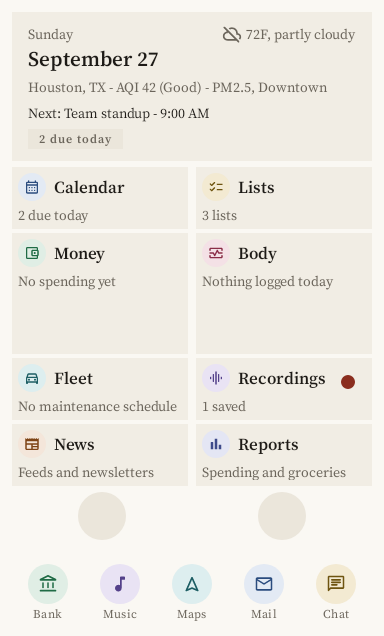 Sunday
72F, partly cloudy
September 27
Houston, TX - AQI 42 (Good) - PM2.5, Downtown
Next: Team standup - 9:00 AM
2 due today
Calendar
2 due today
Lists
3 lists
Money
No spending yet
Body
Nothing logged today
Fleet
No maintenance schedule
Recordings
1 saved
News
Feeds and newsletters
Reports
Spending and groceries
Bank
Music
Maps
Mail
Chat